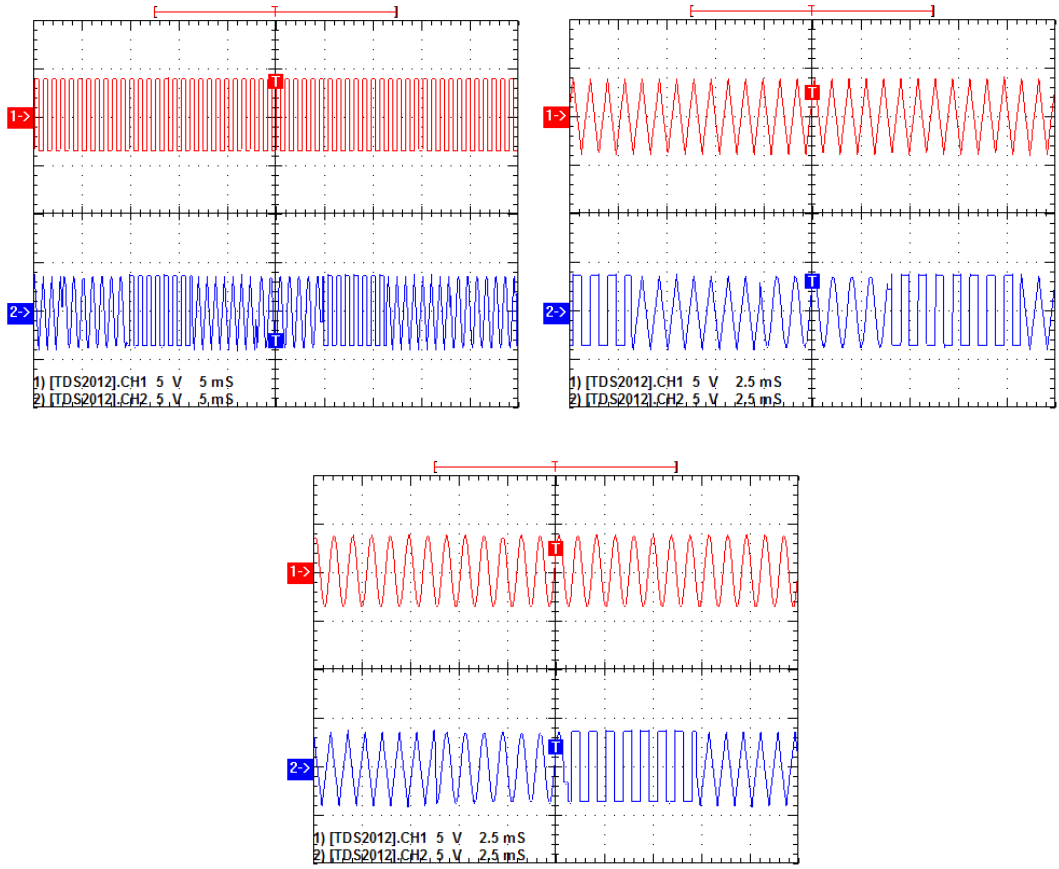 T
1->
T
2->
T
1) [TDS2012].CH1 5 V 5 mS
2) [TDS2012].CH2 5 V 5 mS
T
1->
T
2->
T
1) [TDS2012].CH1 5 V 2.5 mS
2) [TDS2012].CH2 5 V 2.5 mS
T
1->
T
2->
T
1) [TDS2012].CH1 5 V 2.5 mS
2) [TDS2012].CH2 5 V 2.5 mS